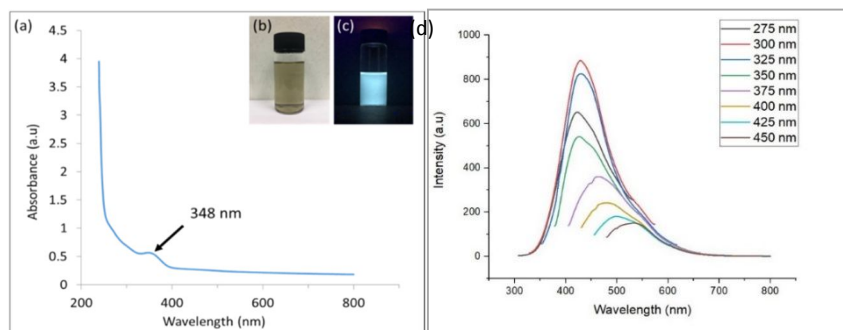 (a)
(b)
(c)
(d)
4.5
4
3.5
3
2.5
2
1.5
1
0.5
0
Absorbance (a.u)
348 nm
200
400
600
800
Wavelength (nm)
1000
800
600
400
200
0
Intensity (a.u)
275 nm
300 nm
325 nm
350 nm
375 nm
400 nm
425 nm
450 nm
300
400
500
600
700
800
Wavelength (nm)